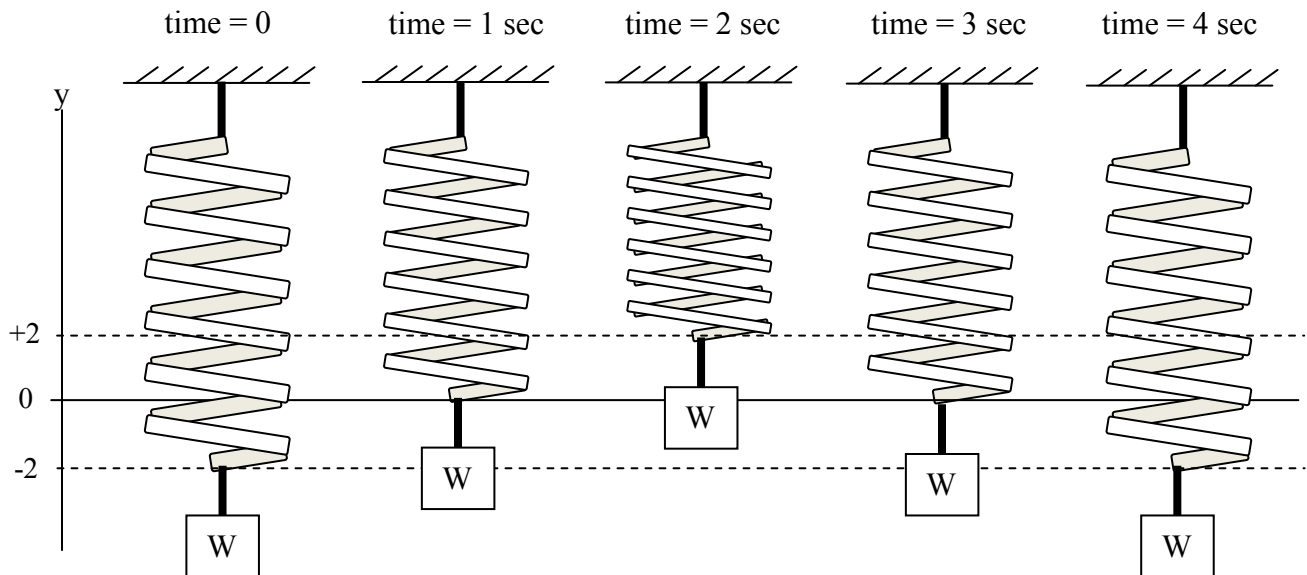 time = 0 time = 1 sec time = 2 sec time = 3 sec time = 4 sec
y
+2
0
W
-2
W W
W W